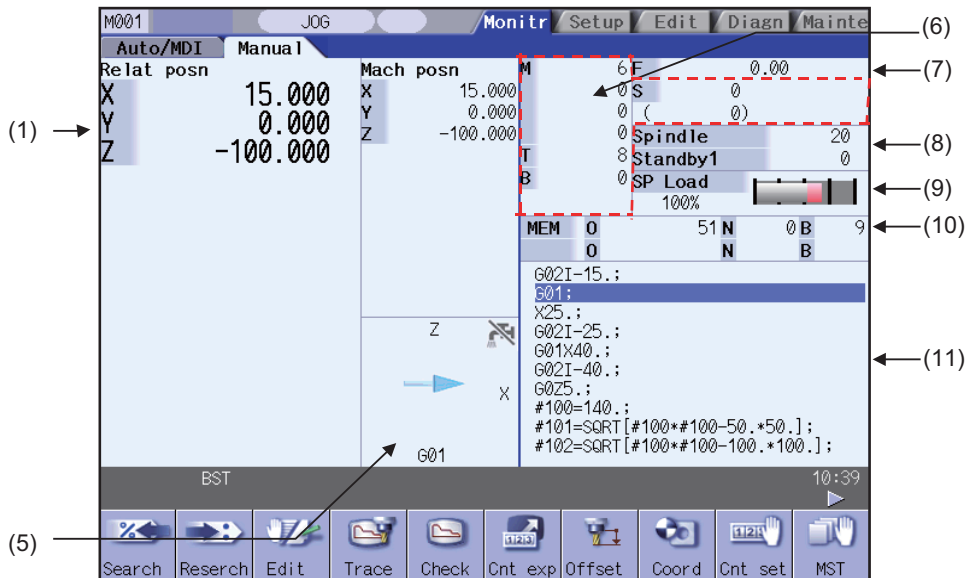 M001 JOG Monitr Setup Edit Diagn Mainte
Auto/MDI Manual
(6)
Relat posn
X 15.000
Y 0.000
Z -100.000
(1)
Mach posn
X 15.000
Y 0.000
Z -100.000
M 6
0
0
0
T 8
B 0
F 0.00
(7)
S 0
( 0)
Spindle 20
Standby1 0
(8)
SP Load
100%
(9)
MEM O 51 N 0 B 9
O N B
(10)
G02I-15.;
G01;
X25.;
G02I-25.;
G01X40.;
G02I-40.;
G0Z5.;
#100=140.;
#101=SQRT[#100*#100-50.*50.];
#102=SQRT[#100*#100-100.*100.];
(11)
Z
X
G01
(5)
BST 10:39
123
123
Search Reserch Edit Trace Check Cnt exp Offset Coord Cnt set MST